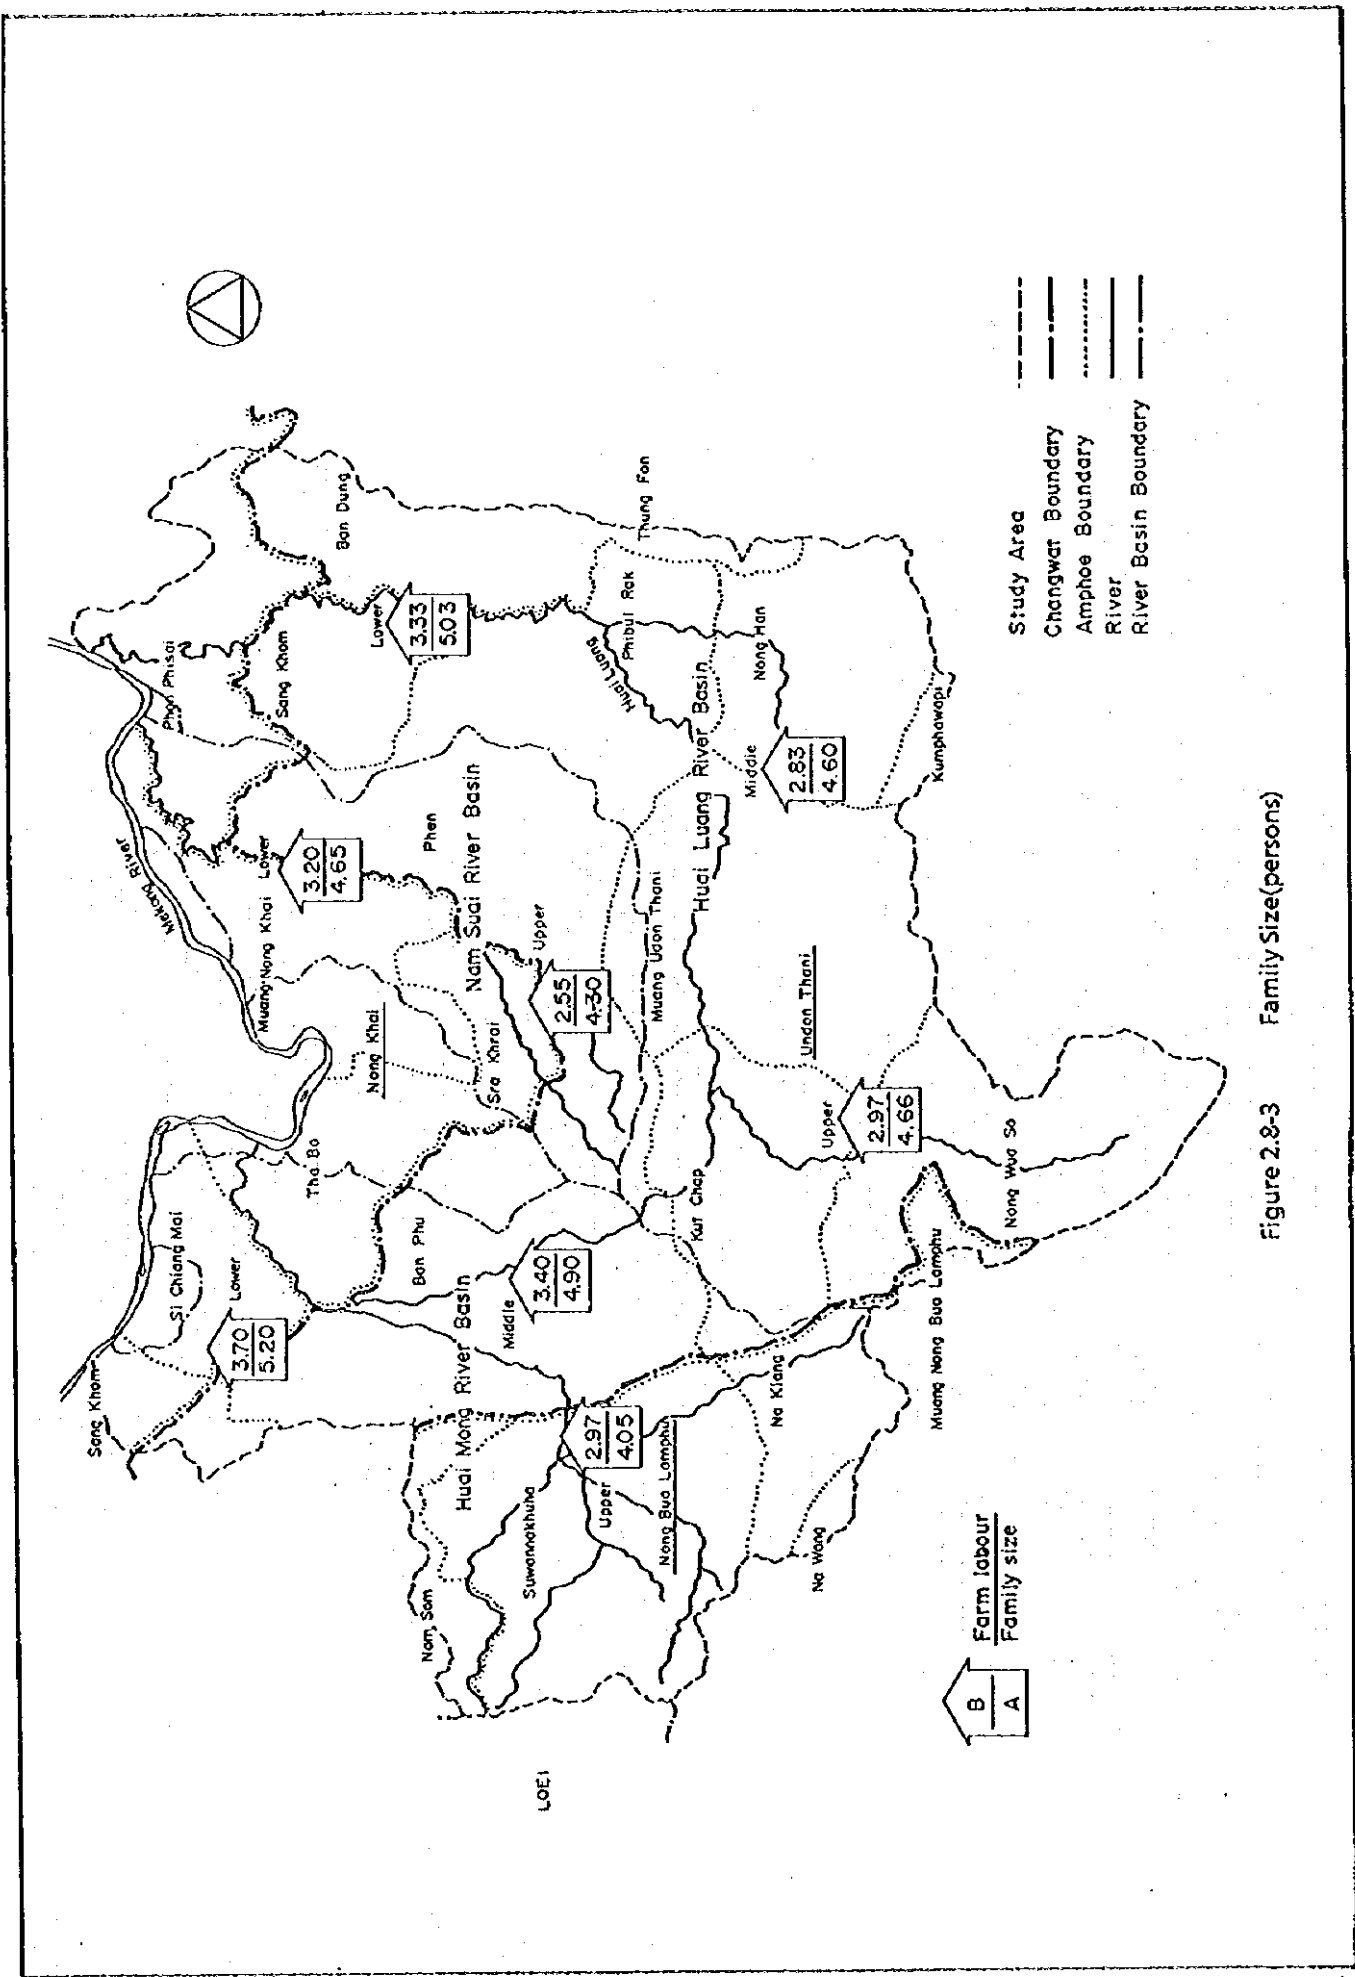 Mekong River
Sang Khom
Si Chiang Mai
Lower
3.70
5.20
Tha Bo
Nong Khai
Muang Nong Khai
Lower
3.20
4.65
Phon Phisai
Sang Khom
Ban Dung
Lower
3.33
5.03
Nam Som
Huai Mong River Basin
Ban Phu
Middle
3.40
4.90
Sra Khrai
Nam Suai River Basin
Phen
Upper
2.55
4.30
Suwannakhuha
Upper
2.97
4.05
Nong Bua Lamphu
LOEI
Huai Luang
Phibul Rak
Thung Fon
Muang Udon Thani
Huai Luang River Basin
Kut Chap
Nong Han
Middle
2.83
4.60
Undon Thani
Upper
2.97
4.66
Na Klang
Na Wang
Muang Nong Bua Lamphu
Nong Wua So
Kumphawapi
B
A
Farm labour
Family size
Study Area
Changwat Boundary
Amphoe Boundary
River
River Basin Boundary
Figure 2.8-3 Family Size(persons)